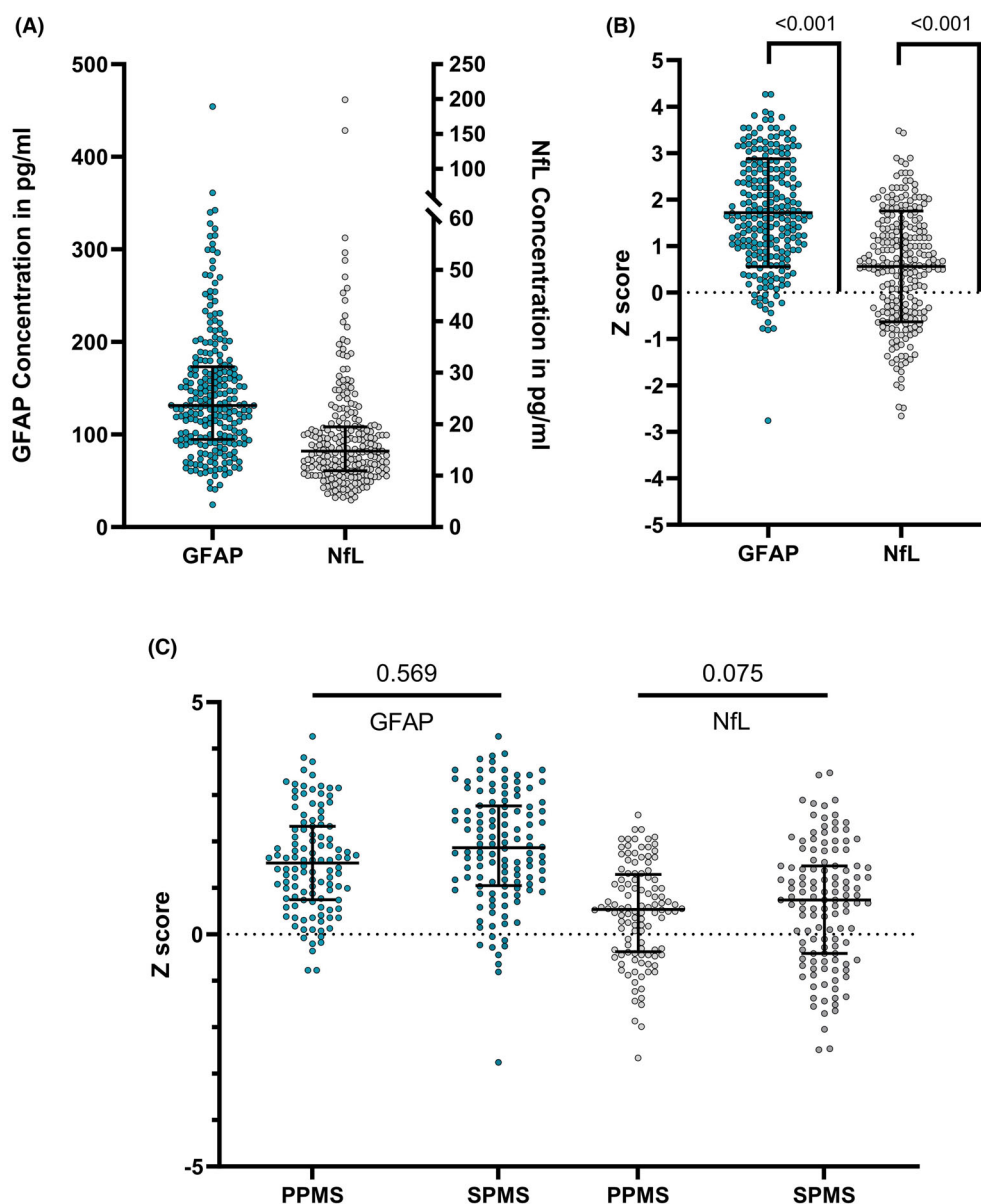 (A)
GFAP Concentration in pg/ml
500
400
300
200
100
0
250
200
150
100
60
50
40
30
20
10
0
NfL Concentration in pg/ml
GFAP
NfL
(B)
<0.001
<0.001
Z score
5
4
3
2
1
0
-1
-2
-3
-4
-5
GFAP
NfL
(C)
0.569
0.075
GFAP
NfL
Z score
5
0
-5
PPMS
SPMS
PPMS
SPMS